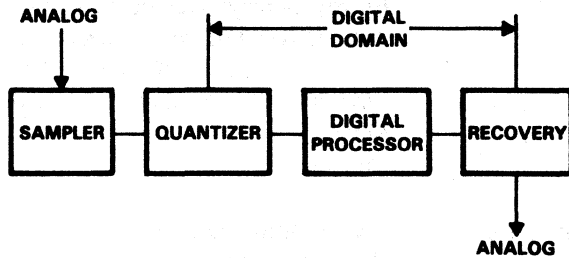 ANALOG
DIGITAL
DOMAIN
SAMPLER
QUANTIZER
DIGITAL
PROCESSOR
RECOVERY
ANALOG